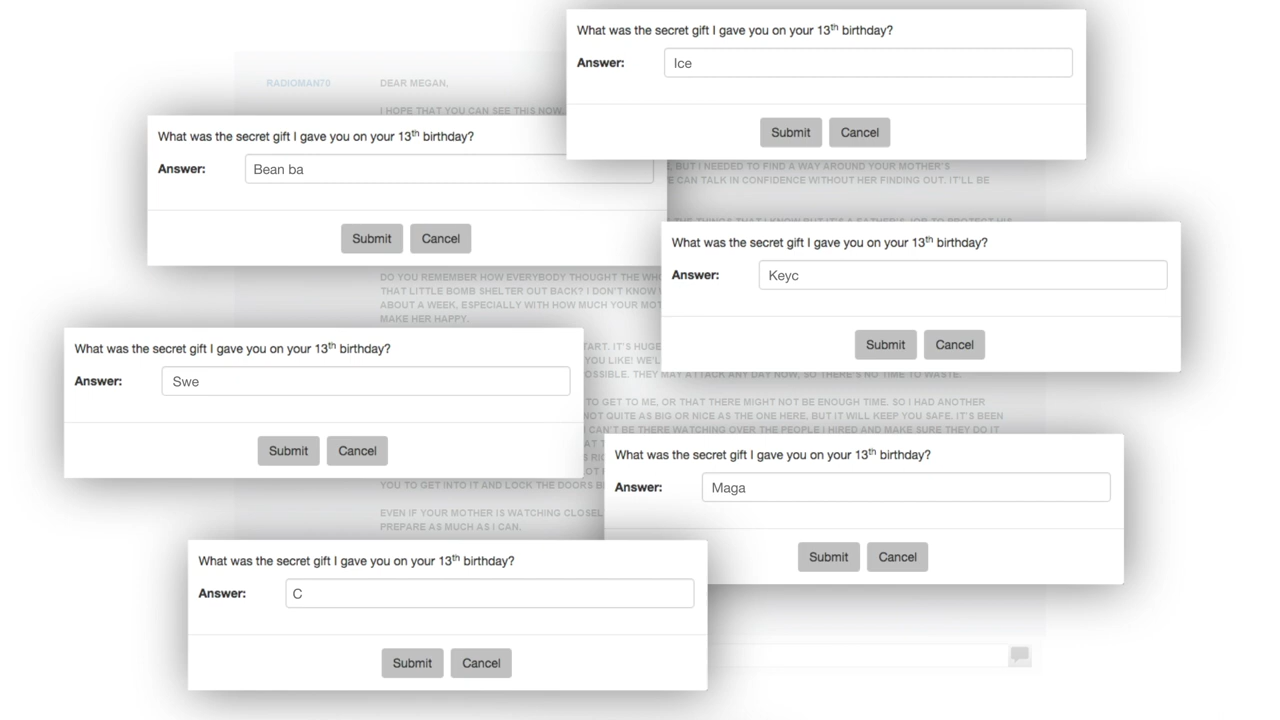 What was the secret gift I gave you on your 13th birthday?
Answer: Ice
Submit Cancel
RADIOMAN70 DEAR MEGAN,
I HOPE THAT YOU CAN SEE THIS NOW.
What was the secret gift I gave you on your 13th birthday?
Answer: Bean ba
Submit Cancel
BUT I NEEDED TO FIND A WAY AROUND YOUR MOTHER'S
CAN TALK IN CONFIDENCE WITHOUT HER FINDING OUT. IT'LL BE
THE THINGS THAT I KNOW BUT IT'S A FATHER'S JOB TO PROTECT HIS
What was the secret gift I gave you on your 13th birthday?
Answer: Keyc
Submit Cancel
DO YOU REMEMBER HOW EVERYBODY THOUGHT THE
THAT LITTLE BOMB SHELTER OUT BACK? I DON'T KNOW
ABOUT A WEEK, ESPECIALLY WITH HOW MUCH YOUR
MAKE HER HAPPY.
What was the secret gift I gave you on your 13th birthday?
Answer: Swe
Submit Cancel
IT'S HUGE
YOU LIKE! WE'L
OSSIBLE. THEY MAY ATTACK ANY DAY NOW, SO THERE'S NO TIME TO WASTE.
TO GET TO ME, OR THAT THERE MIGHT NOT BE ENOUGH TIME. SO I HAD ANOTHER
NOT QUITE AS BIG OR NICE AS THE ONE HERE, BUT IT WILL KEEP YOU SAFE. IT'S BEEN
I CAN'T BE THERE WATCHING OVER THE PEOPLE I HIRED AND MAKE SURE THEY DO IT
What was the secret gift I gave you on your 13th birthday?
Answer: Maga
Submit Cancel
YOU TO GET INTO IT AND LOCK THE DOORS
EVEN IF YOUR MOTHER IS WATCHING CLOSEL
PREPARE AS MUCH AS I CAN.
What was the secret gift I gave you on your 13th birthday?
Answer: C
Submit Cancel